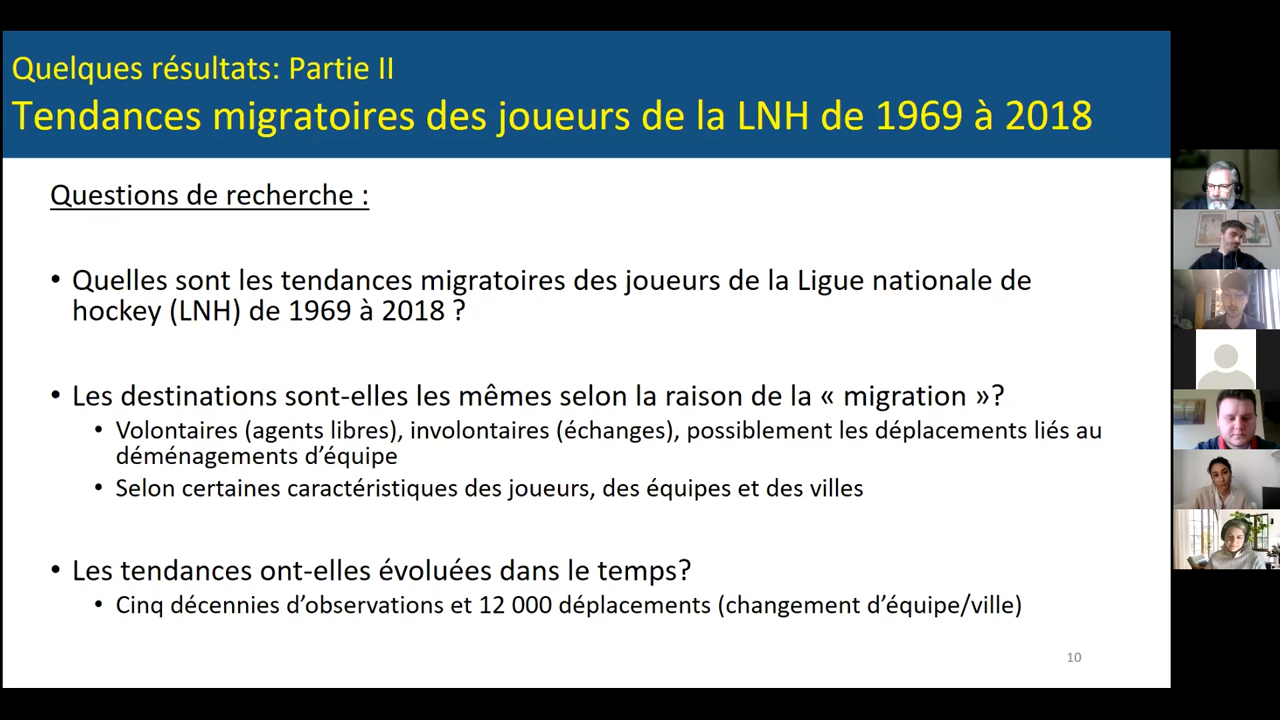 Quelques résultats: Partie II
Tendances migratoires des joueurs de la LNH de 1969 à 2018
Questions de recherche :
• Quelles sont les tendances migratoires des joueurs de la Ligue nationale de
hockey (LNH) de 1969 à 2018 ?
• Les destinations sont-elles les mêmes selon la raison de la « migration »?
• Volontaires (agents libres), involontaires (échanges), possiblement les déplacements liés au
déménagements d’équipe
• Selon certaines caractéristiques des joueurs, des équipes et des villes
• Les tendances ont-elles évoluées dans le temps?
• Cinq décennies d’observations et 12 000 déplacements (changement d’équipe/ville)
10